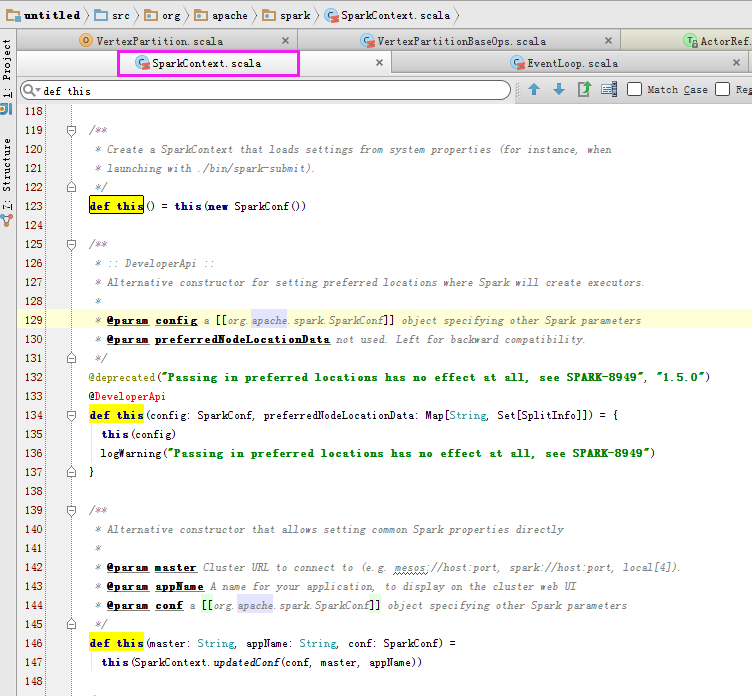 untitled src org apache spark SparkContext.scala
VertexPartition.scala VertexPartitionBaseOps.scala ActorRef.
SparkContext.scala EventLoop.scala
def this Match Case Reg
1: Project
7: Structure
118
119 /**
120 * Create a SparkContext that loads settings from system properties (for instance, when
121 * launching with ./bin/spark-submit).
122 */
123 def this() = this(new SparkConf())
124
125 /**
126 * :: DeveloperApi ::
127 * Alternative constructor for setting preferred locations where Spark will create executors.
128 *
129 * @param config a [[org.apache.spark.SparkConf]] object specifying other Spark parameters
130 * @param preferredNodeLocationData not used. Left for backward compatibility.
131 */
132 @deprecated("Passing in preferred locations has no effect at all, see SPARK-8949", "1.5.0")
133 @DeveloperApi
134 def this(config: SparkConf, preferredNodeLocationData: Map[String, Set[SplitInfo]]) = {
135 this(config)
136 logWarning("Passing in preferred locations has no effect at all, see SPARK-8949")
137 }
138
139 /**
140 * Alternative constructor that allows setting common Spark properties directly
141 *
142 * @param master Cluster URL to connect to (e.g. mesos://host:port, spark://host:port, local[4]).
143 * @param appName A name for your application, to display on the cluster web UI
144 * @param conf a [[org.apache.spark.SparkConf]] object specifying other Spark parameters
145 */
146 def this(master: String, appName: String, conf: SparkConf) =
147 this(SparkContext.updatedConf(conf, master, appName))
148